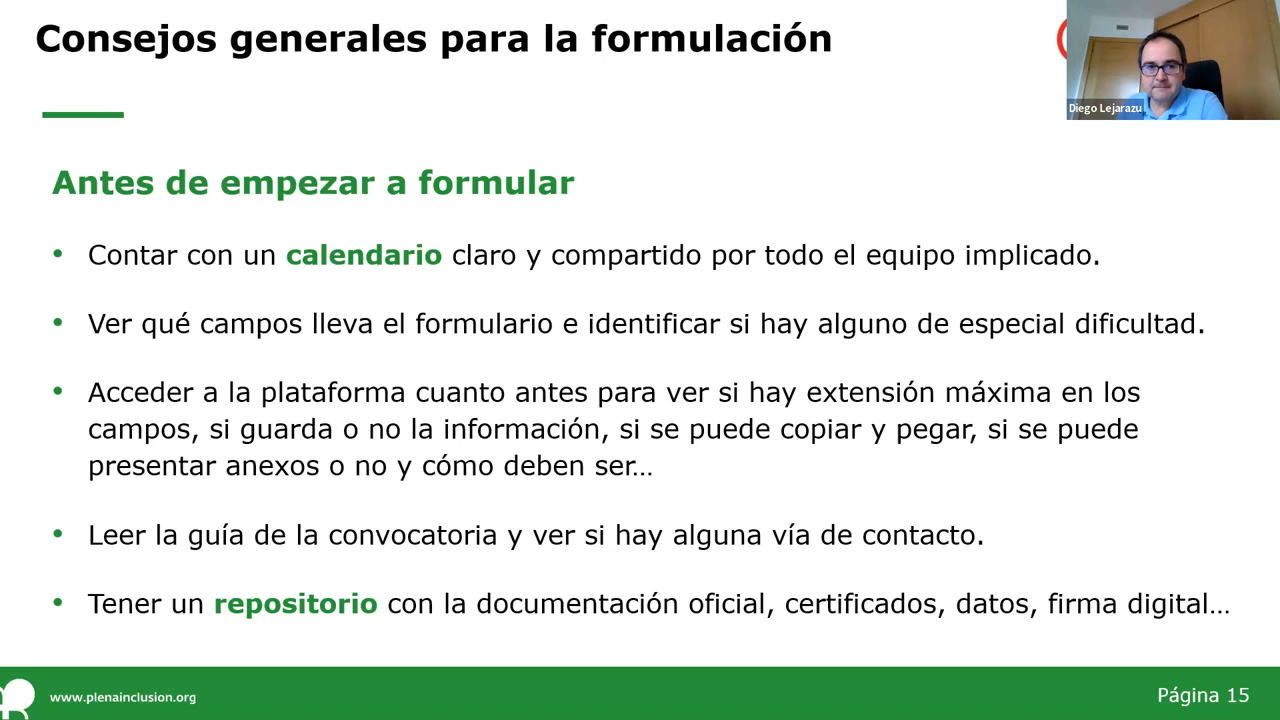 Consejos generales para la formulación
Diego Lejarazu
Antes de empezar a formular
• Contar con un calendario claro y compartido por todo el equipo implicado.
• Ver qué campos lleva el formulario e identificar si hay alguno de especial dificultad.
• Acceder a la plataforma cuanto antes para ver si hay extensión máxima en los
campos, si guarda o no la información, si se puede copiar y pegar, si se puede
presentar anexos o no y cómo deben ser…
• Leer la guía de la convocatoria y ver si hay alguna vía de contacto.
• Tener un repositorio con la documentación oficial, certificados, datos, firma digital…
www.plenainclusion.org
Página 15